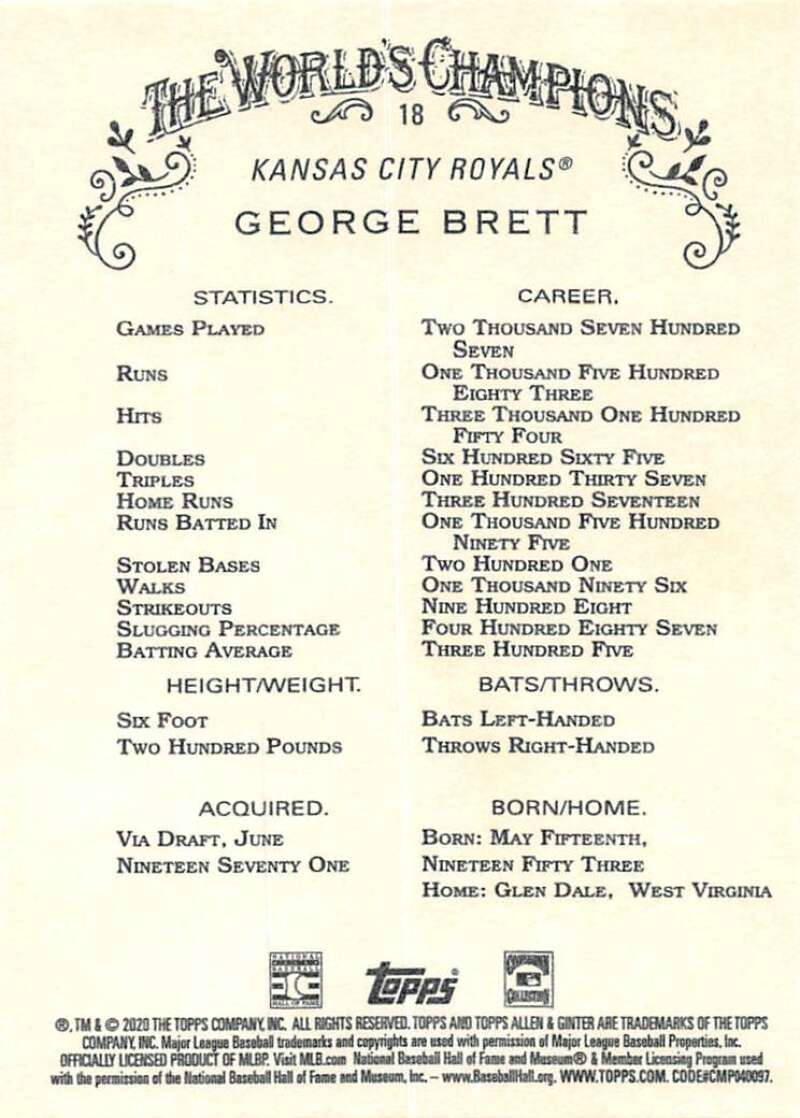 THE WORLD'S CHAMPIONS
18
KANSAS CITY ROYALS®
GEORGE BRETT
STATISTICS. CAREER.
GAMES PLAYED TWO THOUSAND SEVEN HUNDRED
SEVEN
RUNS ONE THOUSAND FIVE HUNDRED
EIGHTY THREE
HITS THREE THOUSAND ONE HUNDRED
FIFTY FOUR
DOUBLES SIX HUNDRED SIXTY FIVE
TRIPLES ONE HUNDRED THIRTY SEVEN
HOME RUNS THREE HUNDRED SEVENTEEN
RUNS BATTED IN ONE THOUSAND FIVE HUNDRED
NINETY FIVE
STOLEN BASES TWO HUNDRED ONE
WALKS ONE THOUSAND NINETY SIX
STRIKEOUTS NINE HUNDRED EIGHT
SLUGGING PERCENTAGE FOUR HUNDRED EIGHTY SEVEN
BATTING AVERAGE THREE HUNDRED FIVE
HEIGHT/WEIGHT. BATS/THROWS.
SIX FOOT BATS LEFT-HANDED
TWO HUNDRED POUNDS THROWS RIGHT-HANDED
ACQUIRED. BORN/HOME.
VIA DRAFT, JUNE BORN: MAY FIFTEENTH,
NINETEEN SEVENTY ONE NINETEEN FIFTY THREE
HOME: GLEN DALE, WEST VIRGINIA
NATIONAL
BASEBALL
HALL OF FAME
Topps®
COOPERSTOWN
COLLECTION
®, TM & © 2020 THE TOPPS COMPANY, INC. ALL RIGHTS RESERVED. TOPPS AND TOPPS ALLEN & GINTER ARE TRADEMARKS OF THE TOPPS
COMPANY, INC. Major League Baseball trademarks and copyrights are used with permission of Major League Baseball Properties, Inc.
OFFICIALLY LICENSED PRODUCT OF MLBP. Visit MLB.com National Baseball Hall of Fame and Museum® & Member Licensing Program used
with the permission of the National Baseball Hall of Fame and Museum, Inc. – www.BaseballHall.org. WWW.TOPPS.COM. CODE#CMP040097.